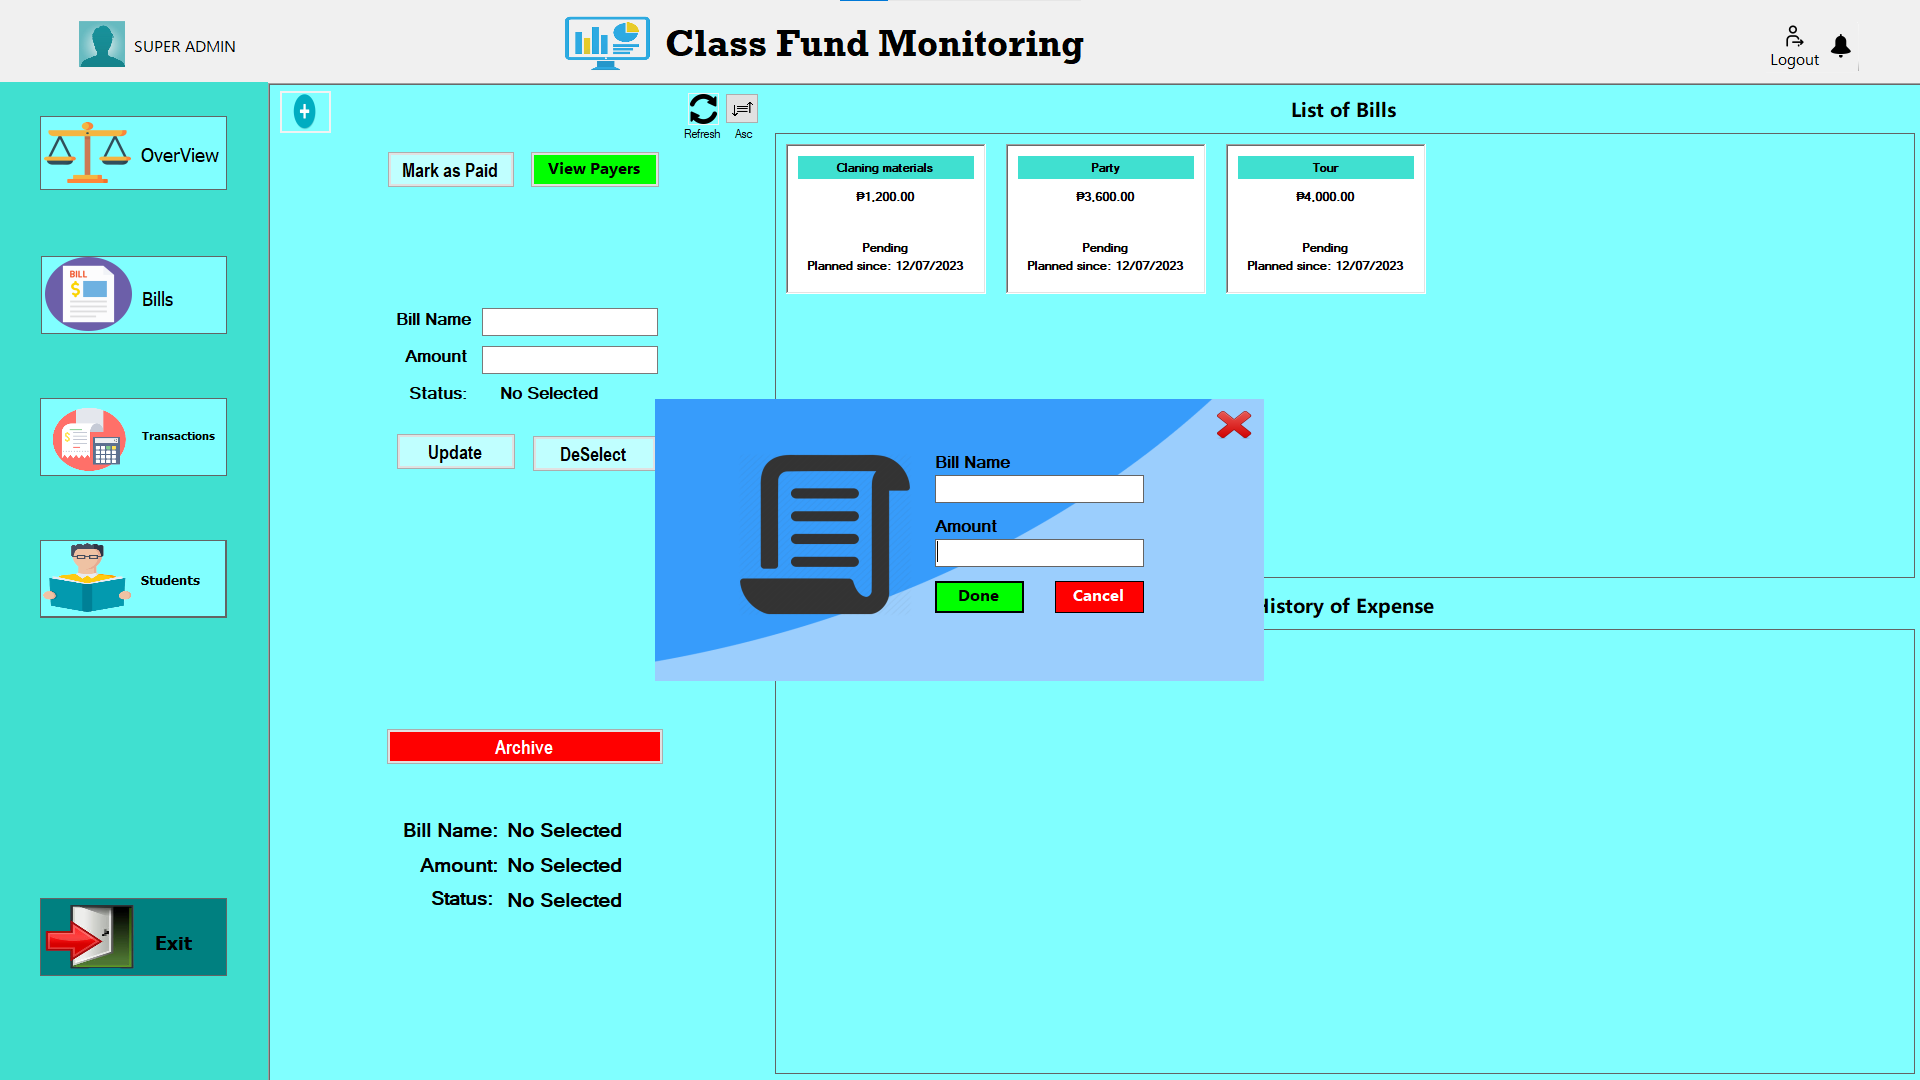 SUPER ADMIN
Class Fund Monitoring
Logout
OverView
BILL
$
Bills
$
Transactions
Students
Exit
+
Refresh
Asc
Mark as Paid
View Payers
Bill Name
Amount
Status: No Selected
Update
DeSelect
Archive
Bill Name: No Selected
Amount: No Selected
Status: No Selected
List of Bills
Claning materials
₱1,200.00
Pending
Planned since: 12/07/2023
Party
₱3,600.00
Pending
Planned since: 12/07/2023
Tour
₱4,000.00
Pending
Planned since: 12/07/2023
Bill Name
Amount
Done
Cancel
History of Expense